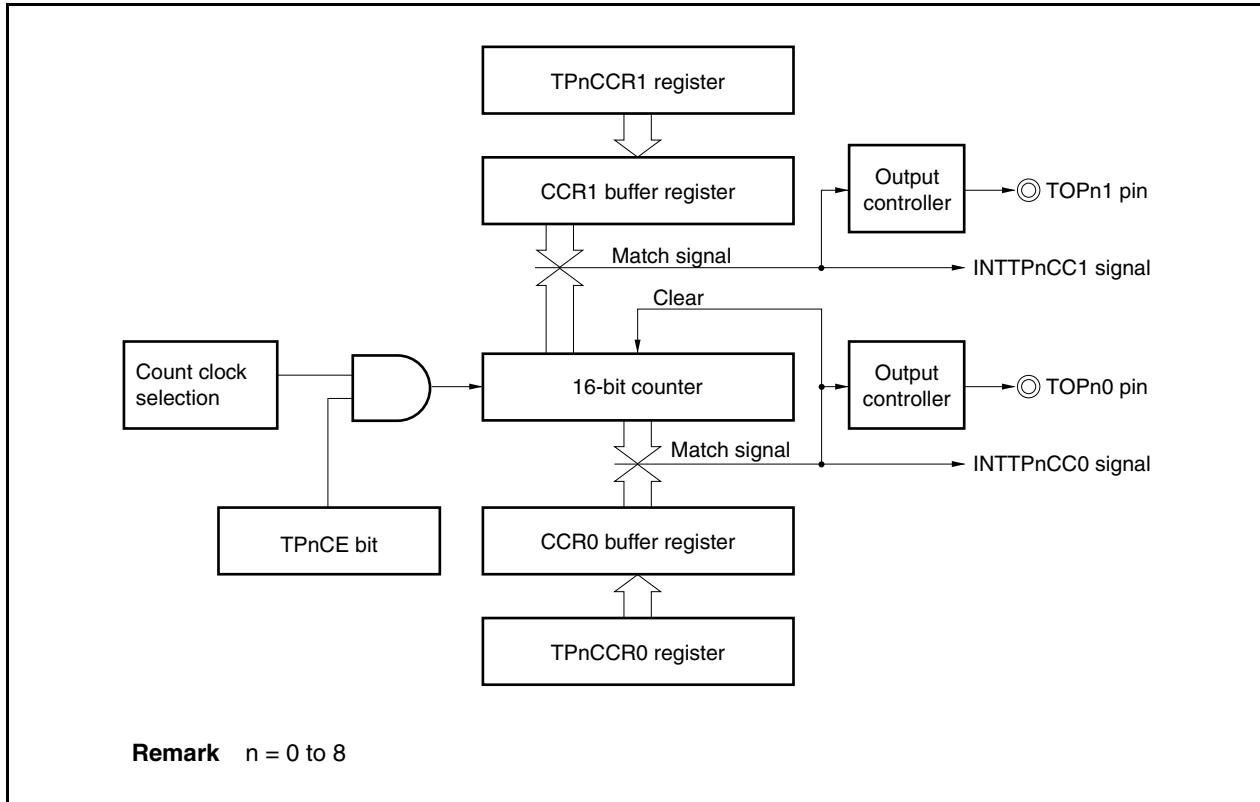 TPnCCR1 register
CCR1 buffer register
Output
controller
TOPn1 pin
Match signal
INTTPnCC1 signal
Clear
Count clock
selection
16-bit counter
Output
controller
TOPn0 pin
Match signal
INTTPnCC0 signal
TPnCE bit
CCR0 buffer register
TPnCCR0 register
Remark n = 0 to 8